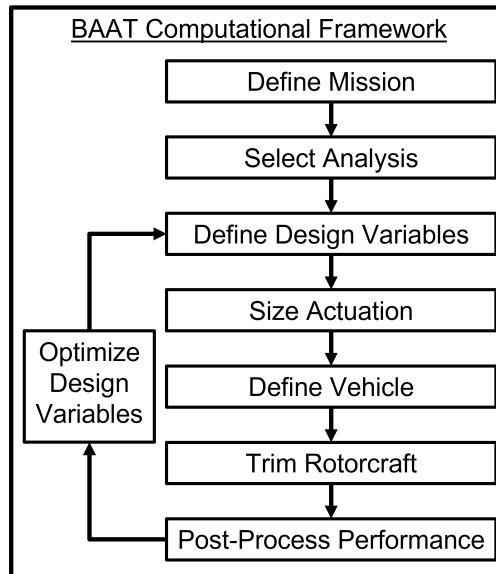 BAAT Computational Framework
Define Mission
Select Analysis
Define Design Variables
Size Actuation
Optimize
Design
Variables
Define Vehicle
Trim Rotorcraft
Post-Process Performance